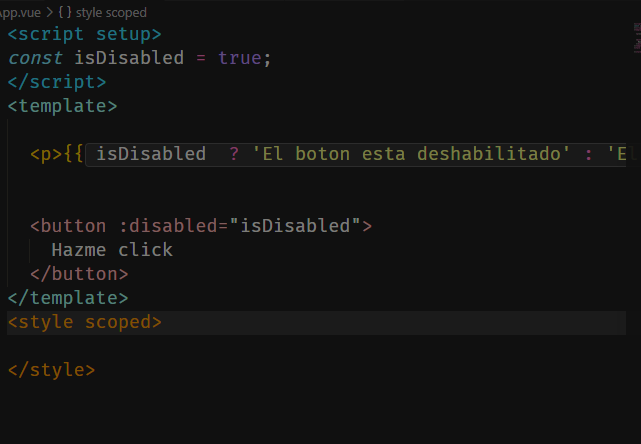 App.vue > {} style scoped
<script setup>
const isDisabled = true;
</script>
<template>
<p>{{ isDisabled ? 'El boton esta deshabilitado' : 'El
<button :disabled="isDisabled">
Hazme click
</button>
</template>
<style scoped>
</style>